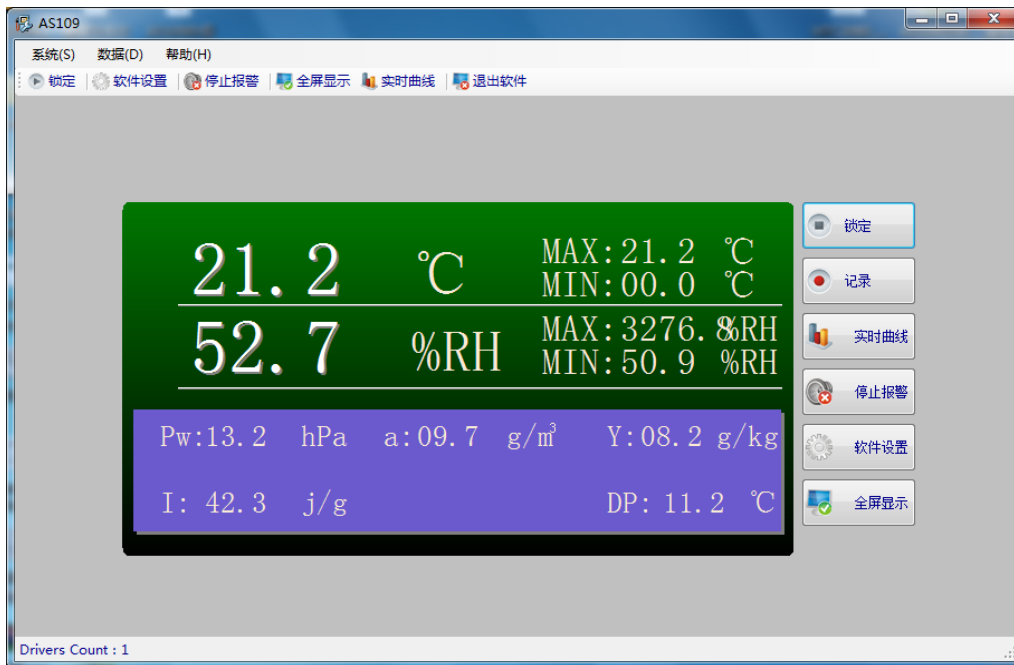 AS109
系统(S) 数据(D) 帮助(H)
锁定 软件设置 停止报警 全屏显示 实时曲线 退出软件
21.2 ℃ MAX:21.2 ℃
MIN:00.0 ℃
52.7 %RH MAX:3276.8%RH
MIN:50.9 %RH
Pw:13.2 hPa a:09.7 g/m³ Y:08.2 g/kg
I: 42.3 j/g DP: 11.2 ℃
锁定
记录
实时曲线
停止报警
软件设置
全屏显示
Drivers Count : 1